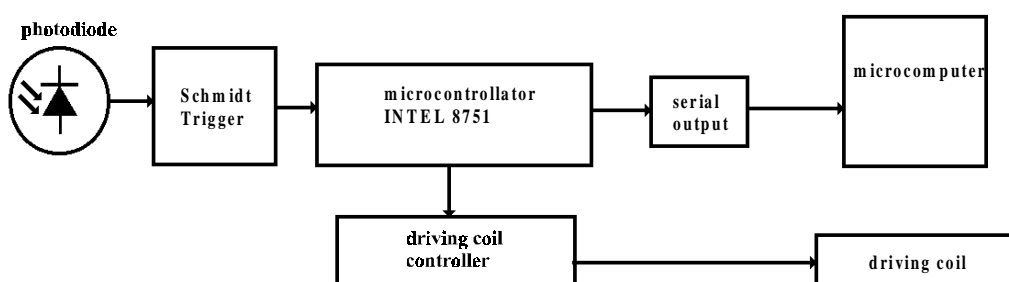 photodiode
Schmidt
Trigger
microcontrollator
INTEL 8751
serial
output
microcomputer
driving coil
controller
driving coil